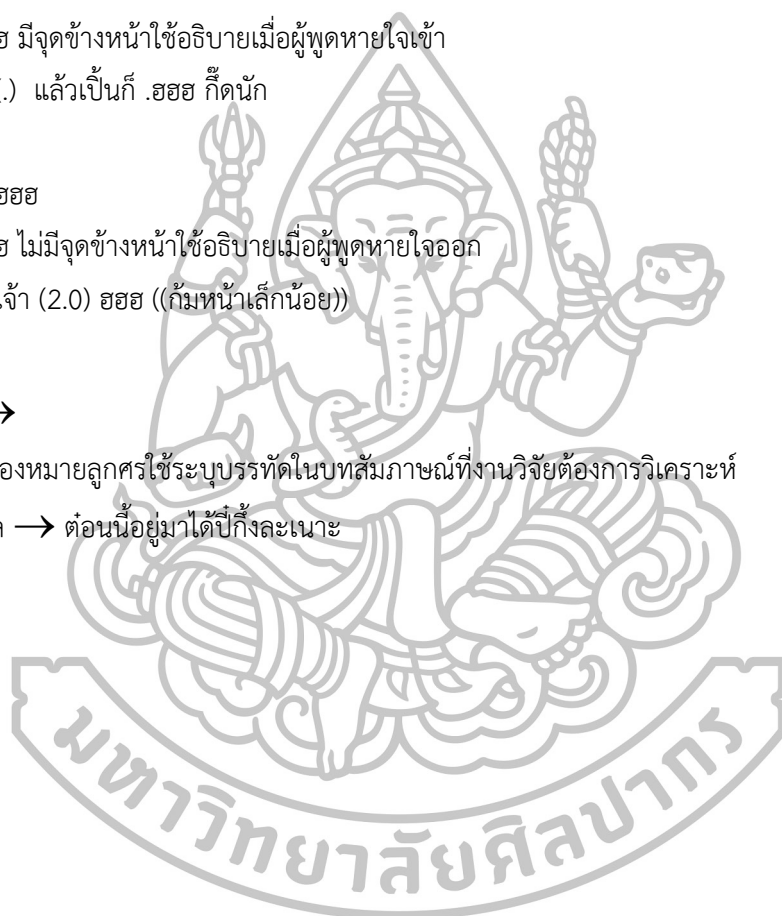 ฮ มีจุดข้างหน้าใช้อธิบายเมื่อผู้พูดหายใจเข้า
(.) แล้วเปิ้นก็ .ฮฮฮ กึ๊ดนัก
ฮฮฮ
ฮ ไม่มีจุดข้างหน้าใช้อธิบายเมื่อผู้พูดหายใจออก
เจ้า (2.0) ฮฮฮ ((ก้มหน้าเล็กน้อย))
→
องหมายลูกศรใช้ระบุบรรทัดในบทสัมภาษณ์ที่งานวิจัยต้องการวิเคราะห์
→ ต๋อนนี้อยู่มาได้ปี๋กึ้งละเนาะ
มหาวิทยาลัยศิลปากร